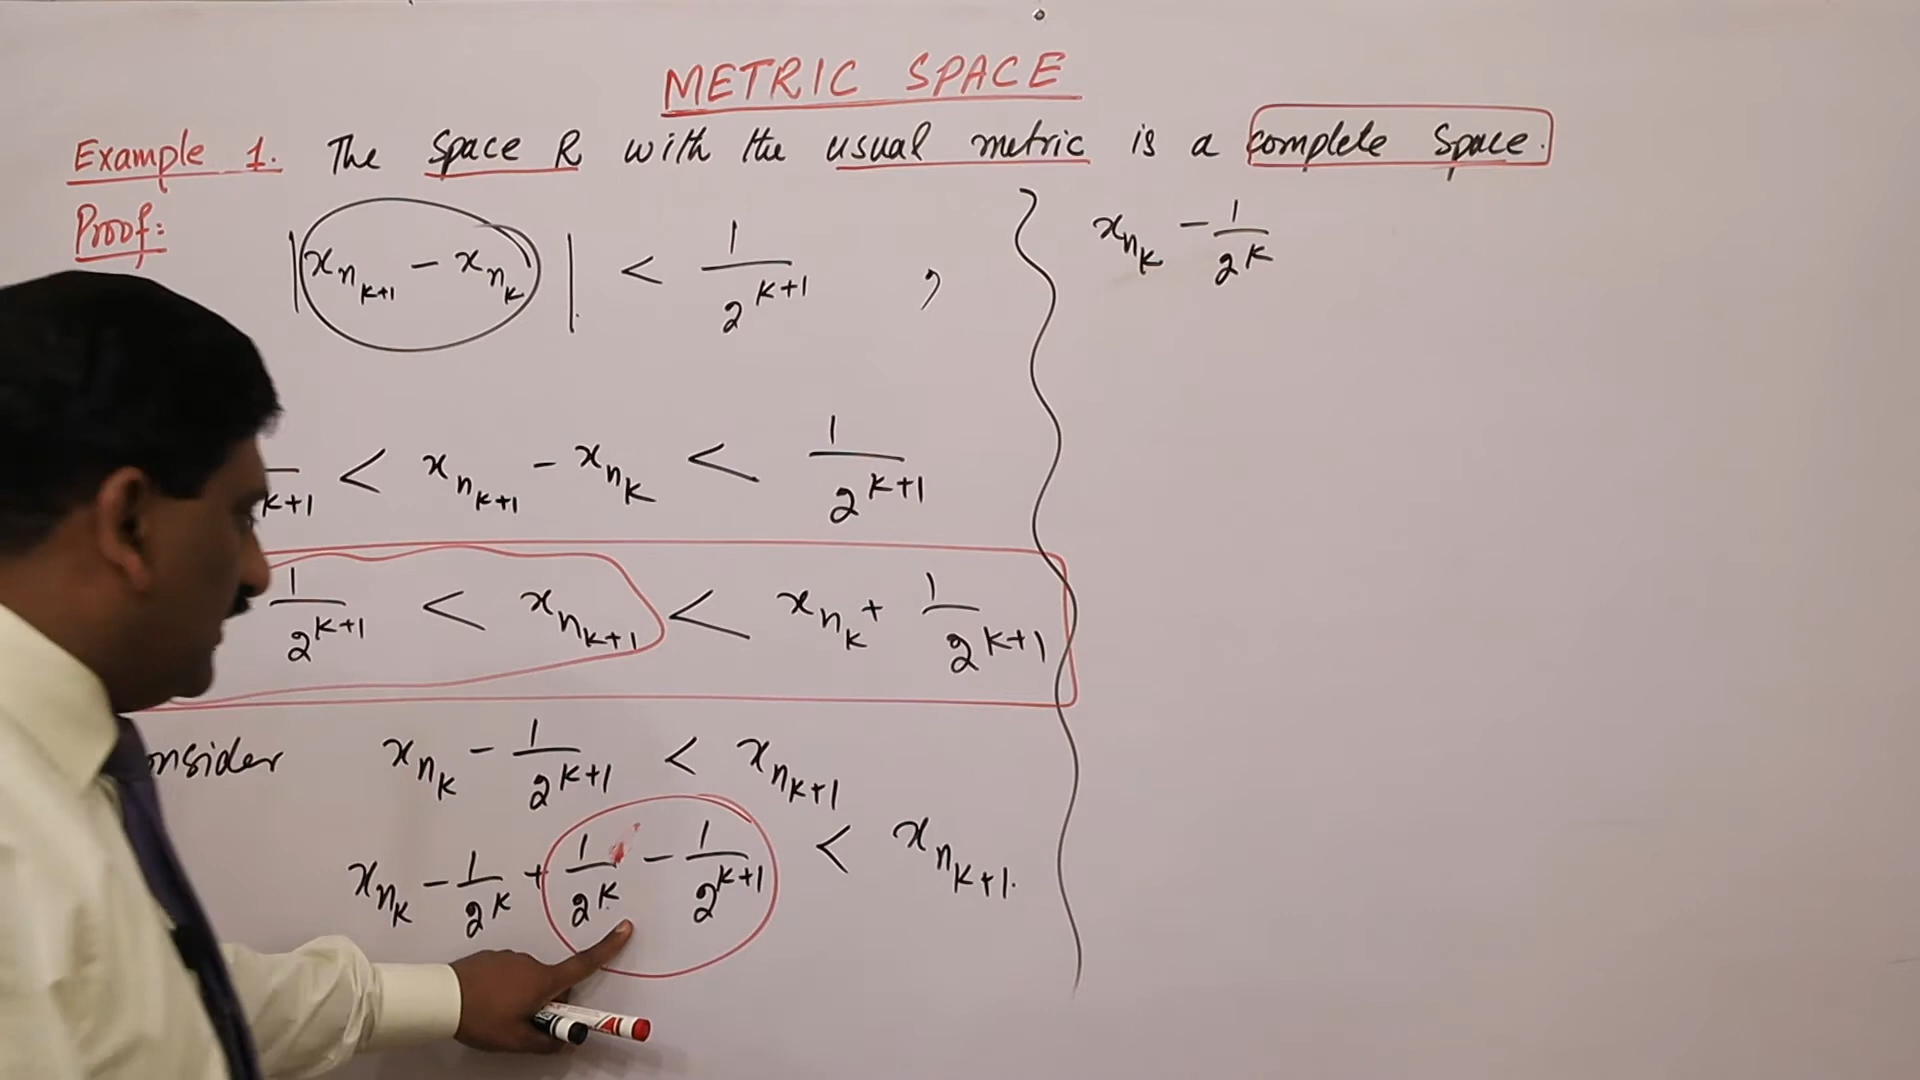 METRIC SPACE
Example 1. The Space R with the usual metric is a complete Space.
Proof:
|x_{n_{k+1}} - x_{n_k}| < 1/2^{k+1} ,
k+1 < x_{n_{k+1}} - x_{n_k} < 1/2^{k+1}
1/2^{k+1} < x_{n_{k+1}} < x_{n_k} + 1/2^{k+1}
onsider x_{n_k} - 1/2^{k+1} < x_{n_{k+1}}
x_{n_k} - 1/2^k + 1/2^k - 1/2^{k+1} < x_{n_{k+1}}.
x_{n_k} - 1/2^k